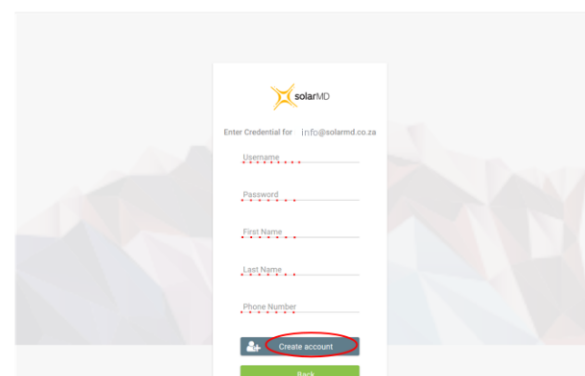 solarMD
Enter Credential for info@solarmd.co.za
Username
Password
First Name
Last Name
Phone Number
Create account
Back